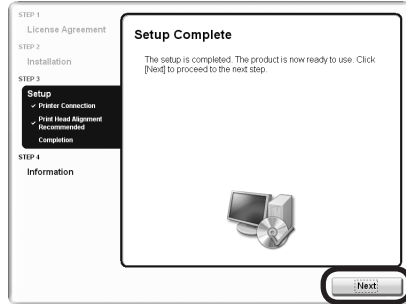 STEP 1
License Agreement
STEP 2
Installation
STEP 3
Setup
✓ Printer Connection
✓ Print Head Alignment
Recommended
Completion
STEP 4
Information
Setup Complete
The setup is completed. The product is now ready to use. Click
[Next] to proceed to the next step.
Next